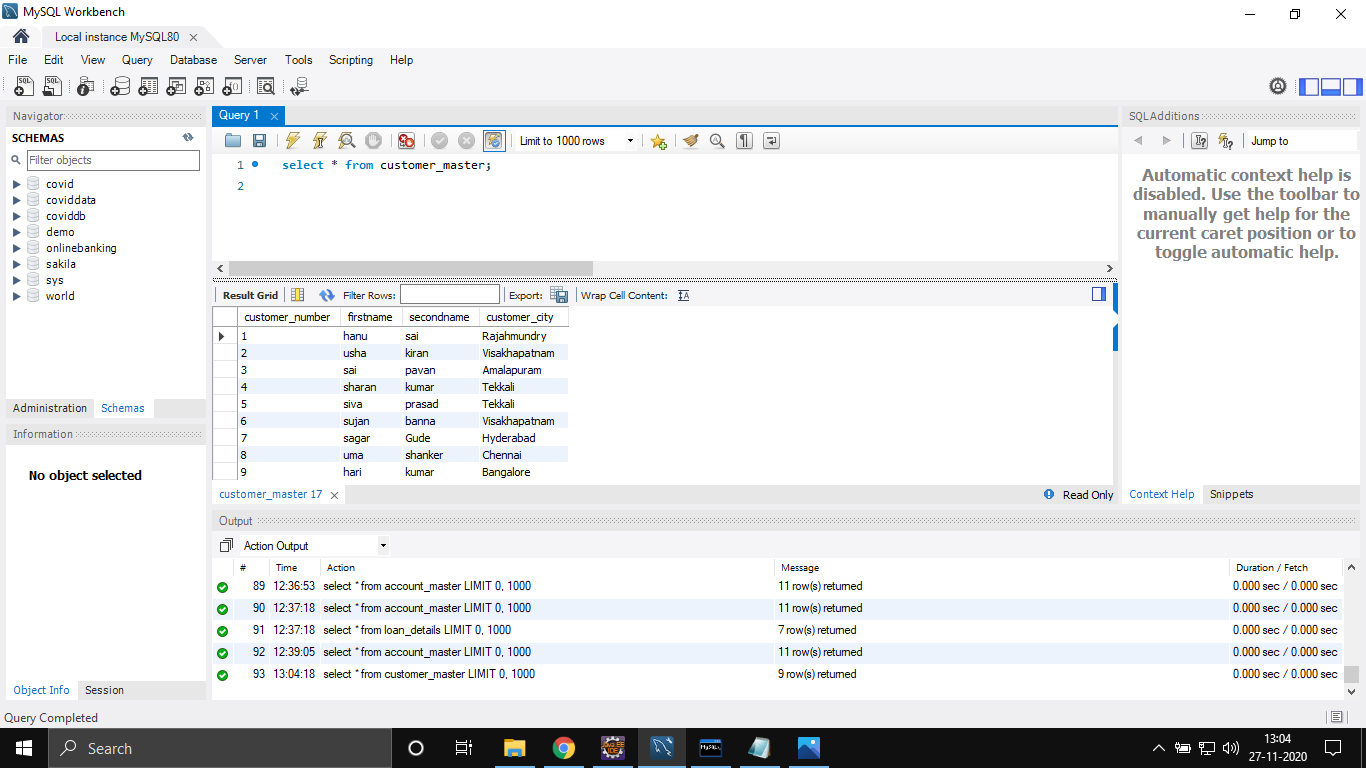 MySQL Workbench
Local instance MySQL80
File Edit View Query Database Server Tools Scripting Help
Navigator
SCHEMAS
Filter objects
covid
coviddata
coviddb
demo
onlinebanking
sakila
sys
world
Administration Schemas
Information
No object selected
Object Info Session
Query 1
Limit to 1000 rows
1 select * from customer_master;
2
Result Grid Filter Rows: Export: Wrap Cell Content:
customer_number firstname secondname customer_city
1 hanu sai Rajahmundry
2 usha kiran Visakhapatnam
3 sai pavan Amalapuram
4 sharan kumar Tekkali
5 siva prasad Tekkali
6 sujan banna Visakhapatnam
7 sagar Gude Hyderabad
8 uma shanker Chennai
9 hari kumar Bangalore
customer_master 17 Read Only
Output
Action Output
# Time Action Message Duration / Fetch
89 12:36:53 select * from account_master LIMIT 0, 1000 11 row(s) returned 0.000 sec / 0.000 sec
90 12:37:18 select * from account_master LIMIT 0, 1000 11 row(s) returned 0.000 sec / 0.000 sec
91 12:37:18 select * from loan_details LIMIT 0, 1000 7 row(s) returned 0.000 sec / 0.000 sec
92 12:39:05 select * from account_master LIMIT 0, 1000 11 row(s) returned 0.000 sec / 0.000 sec
93 13:04:18 select * from customer_master LIMIT 0, 1000 9 row(s) returned 0.000 sec / 0.000 sec
SQLAdditions
Jump to
Automatic context help is
disabled. Use the toolbar to
manually get help for the
current caret position or to
toggle automatic help.
Context Help Snippets
Query Completed
Search
13:04
27-11-2020